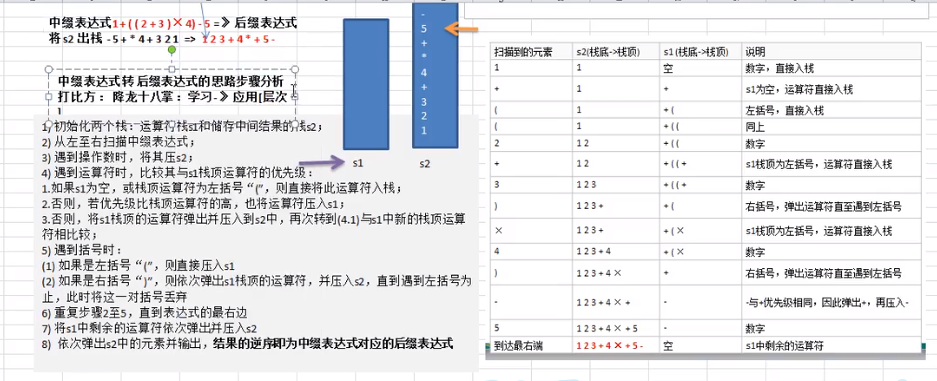 中缀表达式1+((2+3)×4)-5 =》后缀表达式
将s2出栈 -5+*4+321 => 123+4*+5-
中缀表达式转后缀表达式的思路步骤分析
打比方：降龙十八掌：学习-》应用[层次
]
1) 初始化两个栈：运算符栈s1和储存中间结果的栈s2；
2) 从左至右扫描中缀表达式；
3) 遇到操作数时，将其压s2；
4) 遇到运算符时，比较其与s1栈顶运算符的优先级：
1.如果s1为空，或栈顶运算符为左括号“(”，则直接将此运算符入栈；
2.否则，若优先级比栈顶运算符的高，也将运算符压入s1；
3.否则，将s1栈顶的运算符弹出并压入到s2中，再次转到(4.1)与s1中新的栈顶运算
符相比较；
5) 遇到括号时：
(1) 如果是左括号“(”，则直接压入s1
(2) 如果是右括号“)”，则依次弹出s1栈顶的运算符，并压入s2，直到遇到左括号为
止，此时将这一对括号丢弃
6) 重复步骤2至5，直到表达式的最右边
7) 将s1中剩余的运算符依次弹出并压入s2
8) 依次弹出s2中的元素并输出，结果的逆序即为中缀表达式对应的后缀表达式
s1
-
5
+
*
4
+
3
2
1
s2
扫描到的元素 s2(栈底->栈顶) s1 (栈底->栈顶) 说明
1 1 空 数字，直接入栈
+ 1 + s1为空，运算符直接入栈
( 1 + ( 左括号，直接入栈
( 1 + ( ( 同上
2 1 2 + ( ( 数字
+ 1 2 + ( ( + s1栈顶为左括号，运算符直接入栈
3 1 2 3 + ( ( + 数字
) 1 2 3 + + ( 右括号，弹出运算符直至遇到左括号
× 1 2 3 + + ( × s1栈顶为左括号，运算符直接入栈
4 1 2 3 + 4 + ( × 数字
) 1 2 3 + 4 × + 右括号，弹出运算符直至遇到左括号
- 1 2 3 + 4 × + - -与+优先级相同，因此弹出+，再压入-
5 1 2 3 + 4 × + 5 - 数字
到达最右端 1 2 3 + 4 × + 5 - 空 s1中剩余的运算符